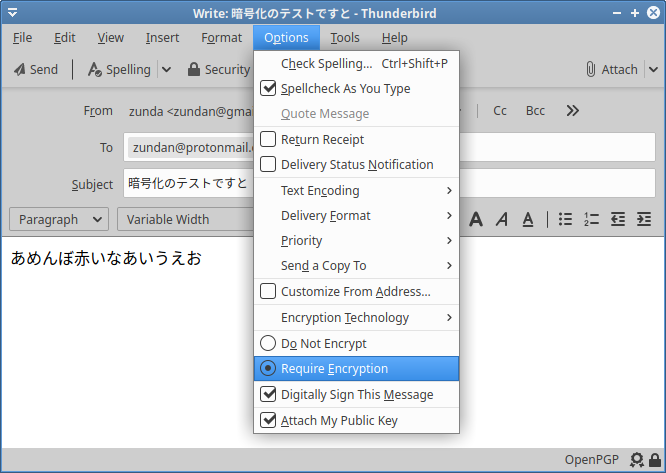 Write: 暗号化のテストですと - Thunderbird
File Edit View Insert Format Options Tools Help
Send Spelling Security Attach
From zunda <zundan@gma Cc Bcc
To zundan@protonmail.
Subject 暗号化のテストですと
Paragraph Variable Width
あめんぼ赤いなあいうえお
Check Spelling... Ctrl+Shift+P
Spellcheck As You Type
Quote Message
Return Receipt
Delivery Status Notification
Text Encoding
Delivery Format
Priority
Send a Copy To
Customize From Address...
Encryption Technology
Do Not Encrypt
Require Encryption
Digitally Sign This Message
Attach My Public Key
OpenPGP